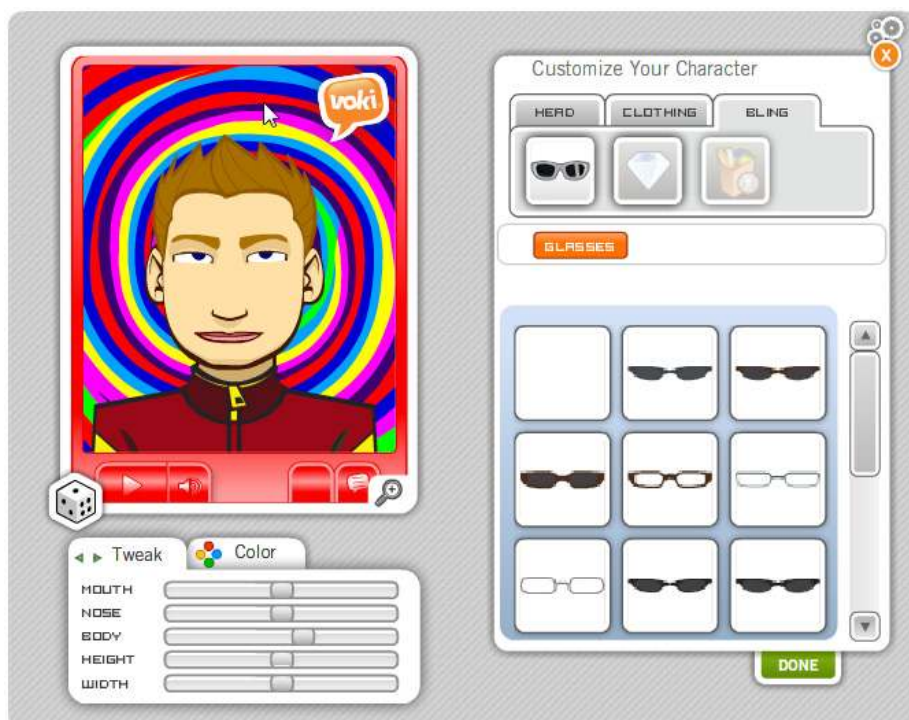 voki
Customize Your Character
X
HEAD
CLOTHING
BLING
GLASSES
Tweak
Color
MOUTH
NOSE
BODY
HEIGHT
WIDTH
DONE